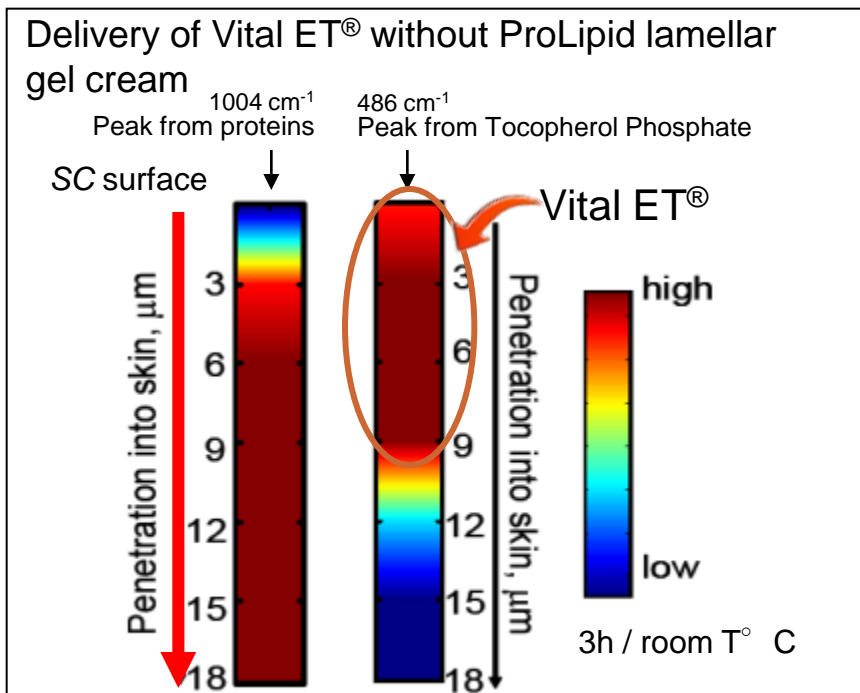 Delivery of Vital ET® without ProLipid lamellar
gel cream
1004 cm⁻¹
Peak from proteins
486 cm⁻¹
Peak from Tocopherol Phosphate
SC surface
Vital ET®
Penetration into skin, µm
3
6
9
12
15
18
3
6
9
12
15
18
Penetration into skin, µm
high
low
3h / room T° C